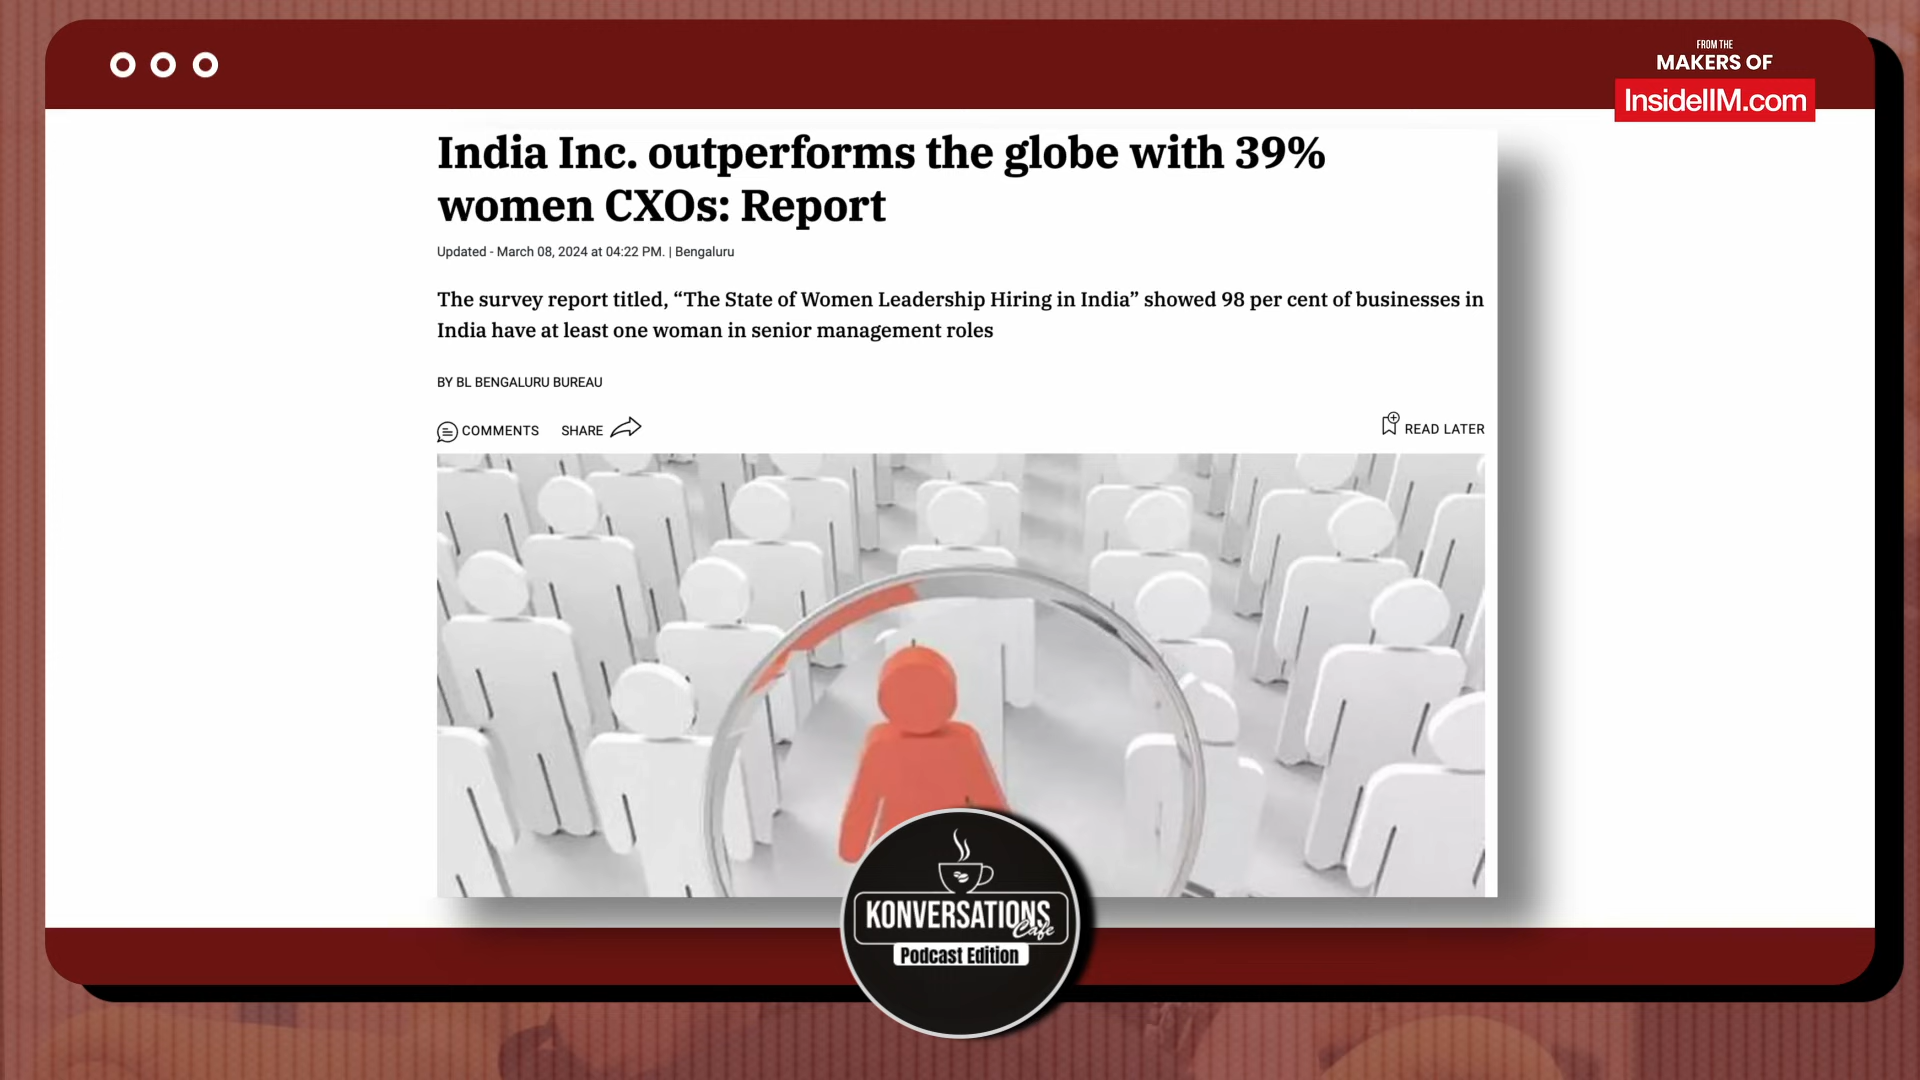 FROM THE
MAKERS OF
InsideIIM.com
India Inc. outperforms the globe with 39%
women CXOs: Report
Updated - March 08, 2024 at 04:22 PM. | Bengaluru
The survey report titled, “The State of Women Leadership Hiring in India” showed 98 per cent of businesses in
India have at least one woman in senior management roles
BY BL BENGALURU BUREAU
COMMENTS SHARE READ LATER
KONVERSATIONS
Cafe
Podcast Edition